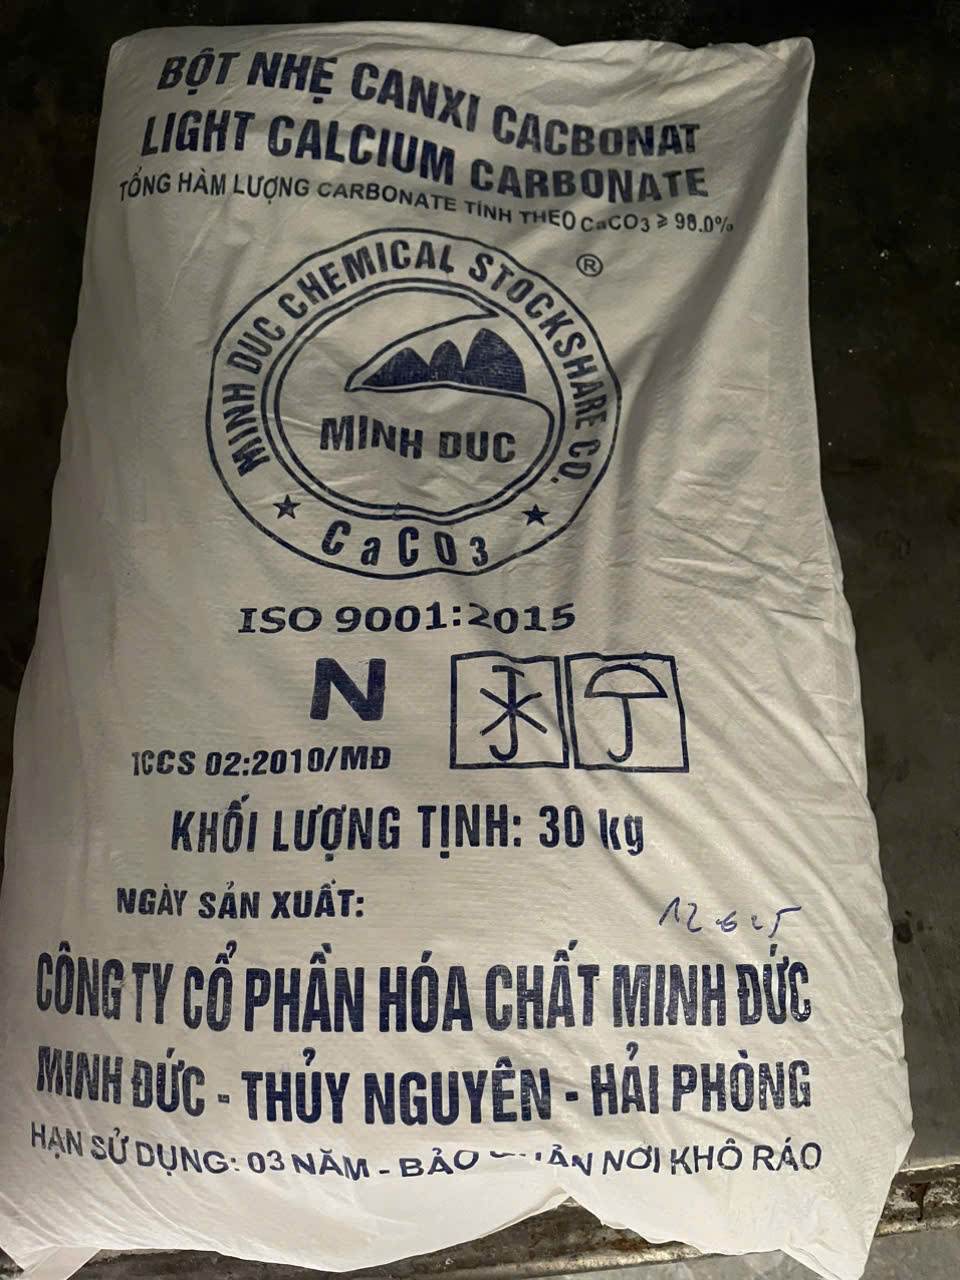 BỘT NHẸ CANXI CACBONAT
LIGHT CALCIUM CARBONATE
TỔNG HÀM LƯỢNG CARBONATE TÍNH THEO CaCO3 ≥ 98.0%
®
MINH DUC CHEMICAL STOCKSHARE CO.
MINH DUC
★ CaCO3 ★
ISO 9001:2015
N
TCCS 02:2010/MĐ
KHỐI LƯỢNG TỊNH: 30 kg
NGÀY SẢN XUẤT: 12.6.25
CÔNG TY CỔ PHẦN HÓA CHẤT MINH ĐỨC
MINH ĐỨC - THỦY NGUYÊN - HẢI PHÒNG
HẠN SỬ DỤNG: 03 NĂM - BẢO QUẢN NƠI KHÔ RÁO